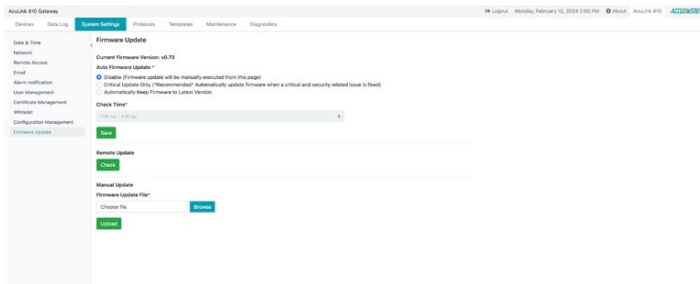 AcuLink 810 Gateway
Logout Monday, February 12, 2024 2:00 PM About AcuLink 810 ACCUENERGY
Devices Data Log System Settings Protocols Templates Maintenance Diagnostics
Date & Time
Network
Remote Access
Email
Alarm notification
User Management
Certificate Management
Whitelist
Configuration Management
Firmware Update
Firmware Update
Current Firmware Version: v0.73
Auto Firmware Update *
Disable (Firmware update will be manually executed from this page)
Critical Update Only (*Recommended* Automatically update firmware when a critical and security related issue is fixed)
Automatically Keep Firmware to Latest Version
Check Time*
Save
Remote Update
Check
Manual Update
Firmware Update File*
Choose file Browse
Upload